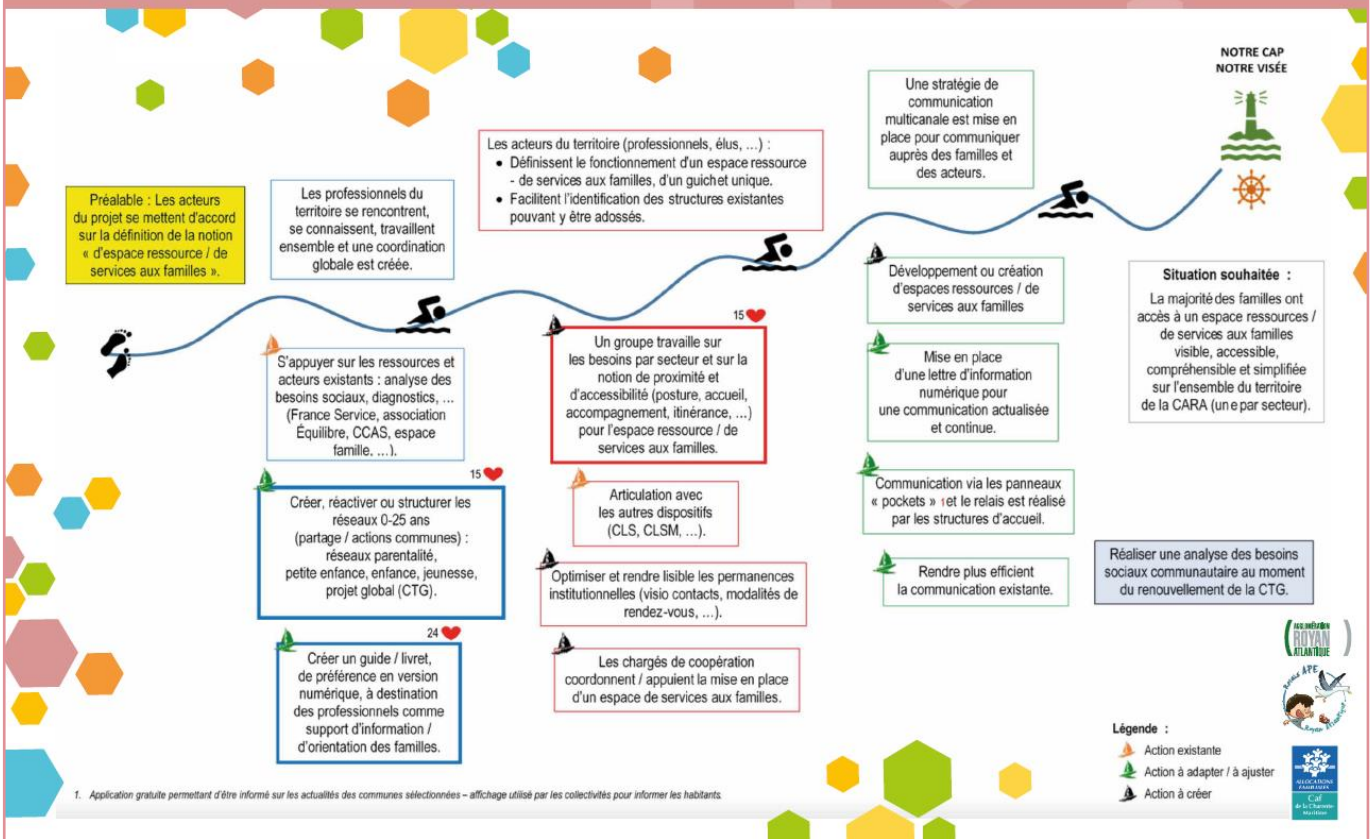 NOTRE CAP
NOTRE VISÉE
Préalable : Les acteurs
du projet se mettent d'accord
sur la définition de la notion
« d'espace ressource / de
services aux familles ».
Les professionnels du
territoire se rencontrent,
se connaissent, travaillent
ensemble et une coordination
globale est créée.
Les acteurs du territoire (professionnels, élus, ...) :
• Définissent le fonctionnement d'un espace ressource
- de services aux familles, d'un guichet unique.
• Facilitent l'identification des structures existantes
pouvant y être adossés.
Une stratégie de
communication
multicanale est mise en
place pour communiquer
auprès des familles et
des acteurs.
S'appuyer sur les ressources et
acteurs existants : analyse des
besoins sociaux, diagnostics, ...
(France Service, association
Équilibre, CCAS, espace
famille, ...).
15
Créer, réactiver ou structurer les
réseaux 0-25 ans
(partage / actions communes) :
réseaux parentalité,
petite enfance, enfance, jeunesse,
projet global (CTG).
24
Créer un guide / livret,
de préférence en version
numérique, à destination
des professionnels comme
support d'information /
d'orientation des familles.
15
Un groupe travaille sur
les besoins par secteur et sur la
notion de proximité et
d'accessibilité (posture, accueil,
accompagnement, itinérance, ...)
pour l'espace ressource / de
services aux familles.
Articulation avec
les autres dispositifs
(CLS, CLSM, ...).
Optimiser et rendre lisible les permanences
institutionnelles (visio contacts, modalités de
rendez-vous, ...).
Les chargés de coopération
coordonnent / appuient la mise en place
d'un espace de services aux familles.
Développement ou création
d'espaces ressources / de
services aux familles
Mise en place
d'une lettre d'information
numérique pour
une communication actualisée
et continue.
Communication via les panneaux
« pockets » 1et le relais est réalisé
par les structures d'accueil.
Rendre plus efficient
la communication existante.
Situation souhaitée :
La majorité des familles ont
accès à un espace ressources /
de services aux familles
visible, accessible,
compréhensible et simplifiée
sur l'ensemble du territoire
de la CARA (un e par secteur).
Réaliser une analyse des besoins
sociaux communautaire au moment
du renouvellement de la CTG.
AGGLOMÉRATION
ROYAN
ATLANTIQUE
Relais APE
Royan Atlantique
ALLOCATIONS
FAMILIALES
Caf
de la Charente
Maritime
Légende :
Action existante
Action à adapter / à ajuster
Action à créer
1. Application gratuite permettant d'être informé sur les actualités des communes sélectionnées – affichage utilisé par les collectivités pour informer les habitants.